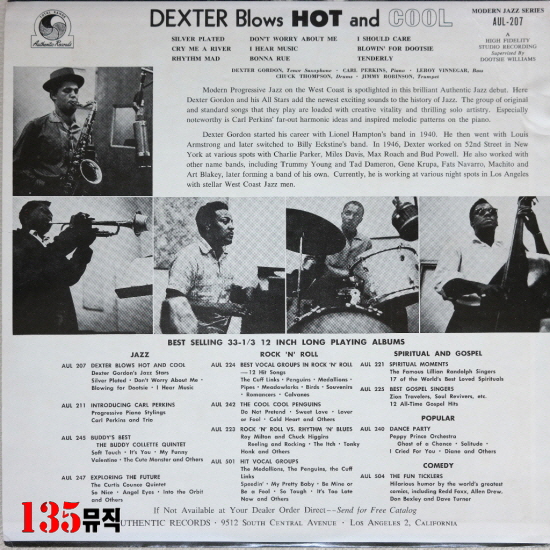 DEXTER Blows HOT and COOL
MODERN JAZZ SERIES
AUL-207
SILVER PLATED
CRY ME A RIVER
RHYTHM MAD
DON'T WORRY ABOUT ME
I HEAR MUSIC
BONNA RUE
I SHOULD CARE
BLOWIN' FOR DOOTSIE
TENDERLY
A
HIGH FIDELITY
STUDIO RECORDING
Supervised By
DOOTSIE WILLIAMS
Authentic Records
DEXTER GORDON, Tenor Saxophone · CARL PERKINS, Piano · LEROY VINNEGAR, Bass
CHUCK THOMPSON, Drums · JIMMY ROBINSON, Trumpet
Modern Progressive Jazz on the West Coast is spotlighted in this brilliant Authentic Jazz debut. Here
Dexter Gordon and his All Stars add the newest exciting sounds to the history of Jazz. The group of original
and standard songs that they play are loaded with creative vitality and thrilling solo artistry. Especially
noteworthy is Carl Perkins' far-out harmonic ideas and inspired melodic patterns on the piano.
Dexter Gordon started his career with Lionel Hampton's band in 1940. He then went with Louis
Armstrong and later switched to Billy Eckstine's band. In 1946, Dexter worked on 52nd Street in New
York at various spots with Charlie Parker, Miles Davis, Max Roach and Bud Powell. He also worked with
other name bands, including Trummy Young and Tad Dameron, Gene Krupa, Fats Navarro, Machito and
Art Blakey, later forming a band of his own. Currently, he is working at various night spots in Los Angeles
with stellar West Coast Jazz men.
BEST SELLING 33-1/3 12 INCH LONG PLAYING ALBUMS
JAZZ
AUL 207 DEXTER BLOWS HOT AND COOL
Dexter Gordon's Jazz Stars
Silver Plated · Don't Worry About Me ·
Blowing for Dootsie · I Hear Music
AUL 211 INTRODUCING CARL PERKINS
Progressive Piano Stylings
Carl Perkins and Trio
AUL 245 BUDDY'S BEST
THE BUDDY COLLETTE QUINTET
Soft Touch · It's You · My Funny
Valentine · The Cute Monster and Others
AUL 247 EXPLORING THE FUTURE
The Curtis Counce Quintet
So Nice · Angel Eyes · Into the Orbit
and Others
ROCK 'N' ROLL
AUL 224 BEST VOCAL GROUPS IN ROCK 'N' ROLL
—12 Hit Songs
The Cuff Links · Penguins · Medallions ·
Pipes · Meadowlarks · Birds · Souvenirs
· Romancers · Calvanes
AUL 242 THE COOL COOL PENGUINS
Do Not Pretend · Sweet Love · Lover
or Fool · Cold Heart and Others
AUL 223 ROCK 'N' ROLL VS. RHYTHM 'N' BLUES
Roy Milton and Chuck Higgins
Reeling and Rocking · The Itch · Tonky
Honk and Others
AUL 501 HIT VOCAL GROUPS
The Medallions, The Penguins, the Cuff
Links
Speedin' · My Pretty Baby · Be Mine or
Be a Fool · So Tough · It's Too Late
Now and Others
SPIRITUAL AND GOSPEL
AUL 221 SPIRITUAL MOMENTS
The Famous Lillian Randolph Singers
17 of the World's Best Loved Spirituals
AUL 225 BEST GOSPEL SINGERS
Zion Travelers, Soul Revivers, etc.
12 All-Time Gospel Hits
POPULAR
AUL 240 DANCE PARTY
Peppy Prince Orchestra
Ghost of a Chance · Solitude ·
I Cried For You · Diane and Others
COMEDY
AUL 504 THE FUN TICKLERS
Hilarious humor by the world's greatest
comics, including Redd Foxx, Allen Drew,
Don Bexley and Dave Turner
If Not Available at Your Dealer Order Direct—Send for Free Catalog
AUTHENTIC RECORDS · 9512 SOUTH CENTRAL AVENUE · LOS ANGELES 2, CALIFORNIA
135뮤직